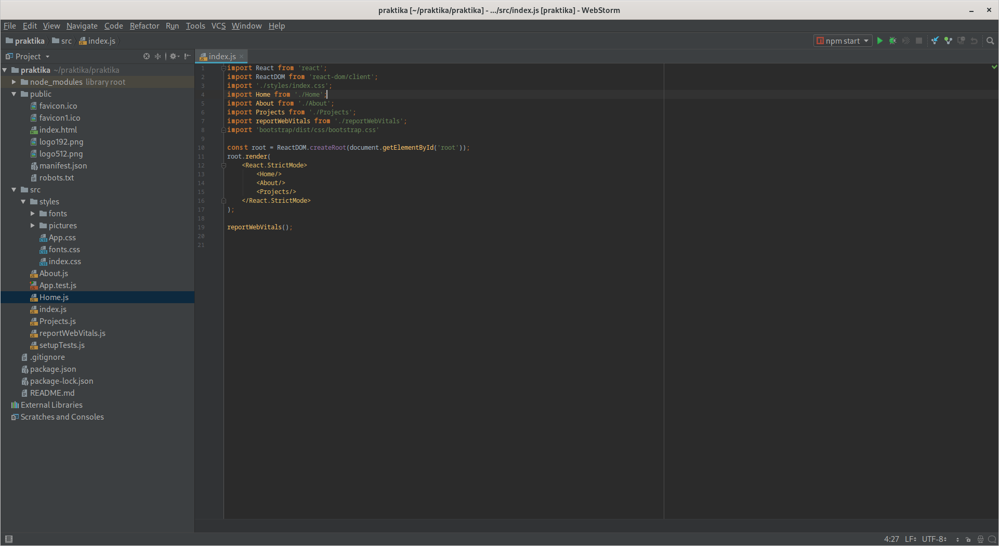 praktika [~/praktika/praktika] - .../src/index.js [praktika] - WebStorm
File Edit View Navigate Code Refactor Run Tools VCS Window Help
praktika src index.js npm start
Project
praktika ~/praktika/praktika
node_modules library root
public
favicon.ico
favicon1.ico
index.html
logo192.png
logo512.png
manifest.json
robots.txt
src
styles
fonts
pictures
App.css
fonts.css
index.css
About.js
App.test.js
Home.js
index.js
Projects.js
reportWebVitals.js
setupTests.js
.gitignore
package.json
package-lock.json
README.md
External Libraries
Scratches and Consoles
index.js
1 import React from 'react';
2 import ReactDOM from 'react-dom/client';
3 import './styles/index.css';
4 import Home from './Home';
5 import About from './About';
6 import Projects from './Projects';
7 import reportWebVitals from './reportWebVitals';
8 import 'bootstrap/dist/css/bootstrap.css'
9
10 const root = ReactDOM.createRoot(document.getElementById('root'));
11 root.render(
12 <React.StrictMode>
13 <Home/>
14 <About/>
15 <Projects/>
16 </React.StrictMode>
17 );
18
19 reportWebVitals();
20
21
4:27 LF UTF-8